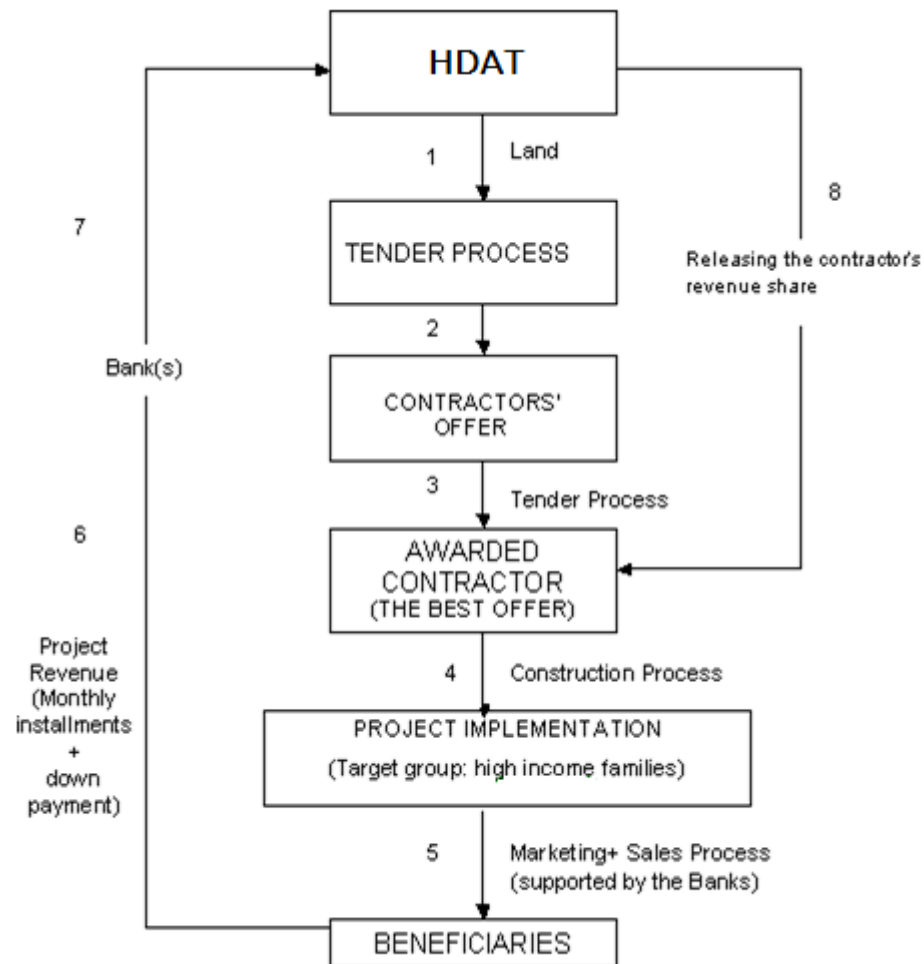 HDAT
1
Land
TENDER PROCESS
2
CONTRACTORS'
OFFER
3
Tender Process
AWARDED
CONTRACTOR
(THE BEST OFFER)
4
Construction Process
PROJECT IMPLEMENTATION
(Target group: high income families)
5
Marketing+ Sales Process
(supported by the Banks)
BENEFICIARIES
6
Project
Revenue
(Monthly
installments
+
down
payment)
7
Bank(s)
8
Releasing the contractor's
revenue share